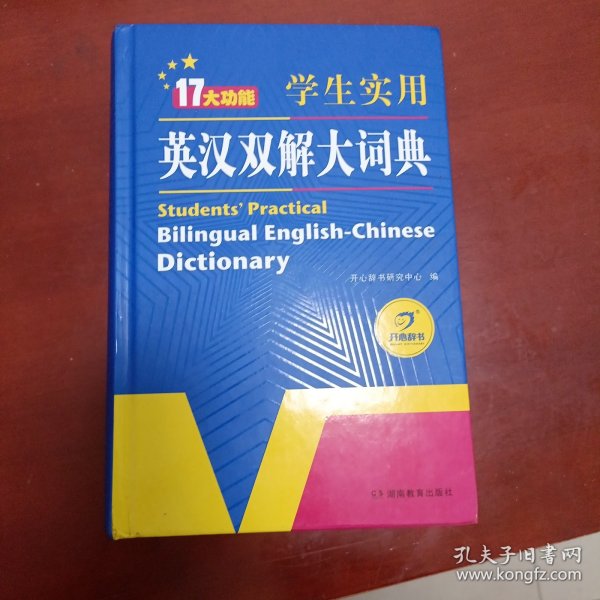 17大功能 学生实用
英汉双解大词典
Students' Practical
Bilingual English-Chinese
Dictionary
开心辞书研究中心 编
开心辞书
湖南教育出版社
孔夫子旧书网
www.kongfz.com